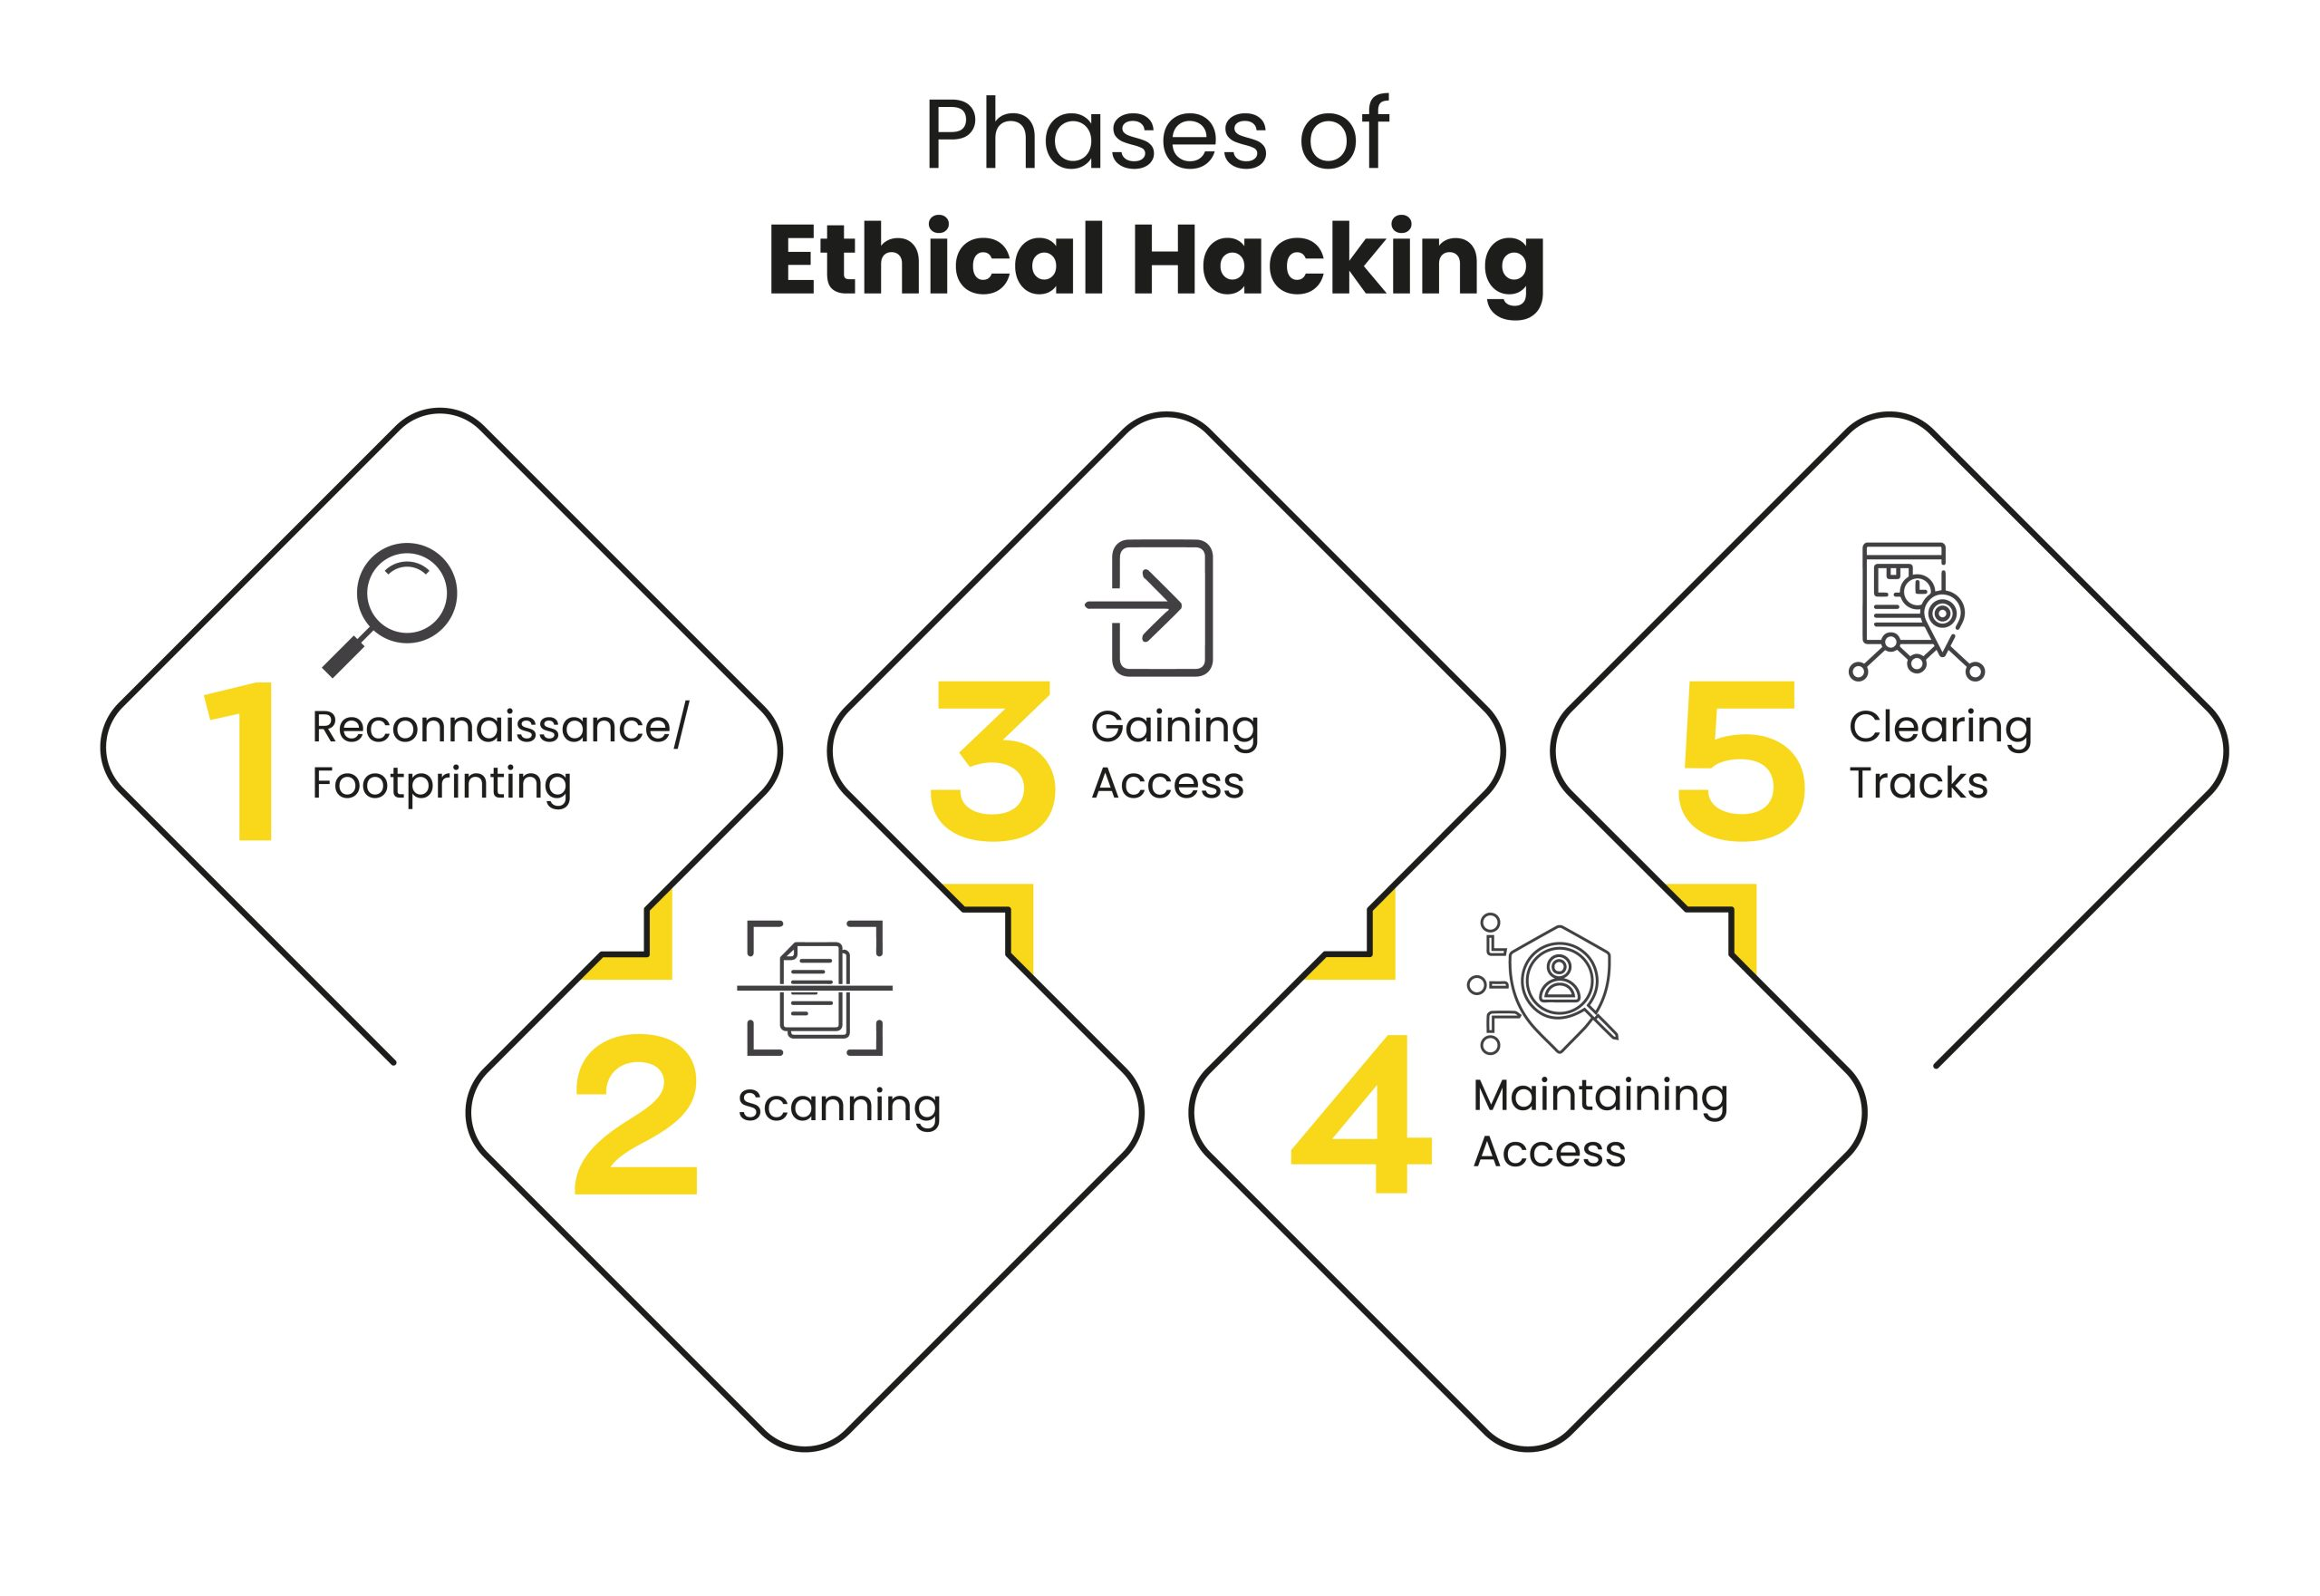 Phases of
Ethical Hacking
1
Reconnaissance/
Footprinting
2
Scanning
3
Gaining
Access
4
Maintaining
Access
5
Clearing
Tracks